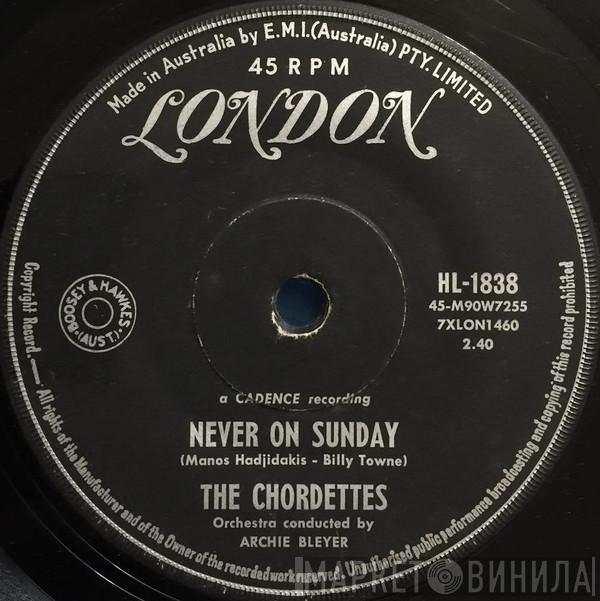 Made in Australia by E.M.I.(Australia) PTY. LIMITED
45 RPM
LONDON
BOOSEY & HAWKES
(AUST.)
HL-1838
45-M90W7255
7XLON1460
2.40
a CADENCE recording
NEVER ON SUNDAY
(Manos Hadjidakis - Billy Towne)
THE CHORDETTES
Orchestra conducted by
ARCHIE BLEYER
Copyright Record. — All rights of the Manufacturer and of the Owner of the recorded work reserved. Unauthorised public performance broadcasting and copying of this record prohibited
МАРКЕТ ВИНИЛА